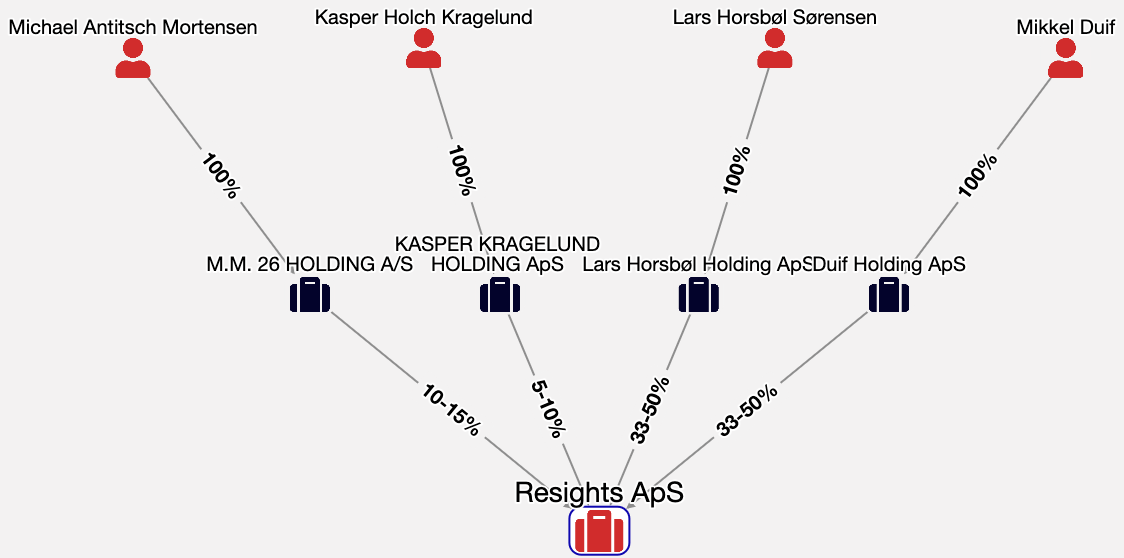 Michael Antitsch Mortensen
Kasper Holch Kragelund
Lars Horsbøl Sørensen
Mikkel Duif
100%
100%
100%
100%
M.M. 26 HOLDING A/S
KASPER KRAGELUND
HOLDING ApS
Lars Horsbøl Holding ApS
Duif Holding ApS
10-15%
5-10%
33-50%
33-50%
Resights ApS